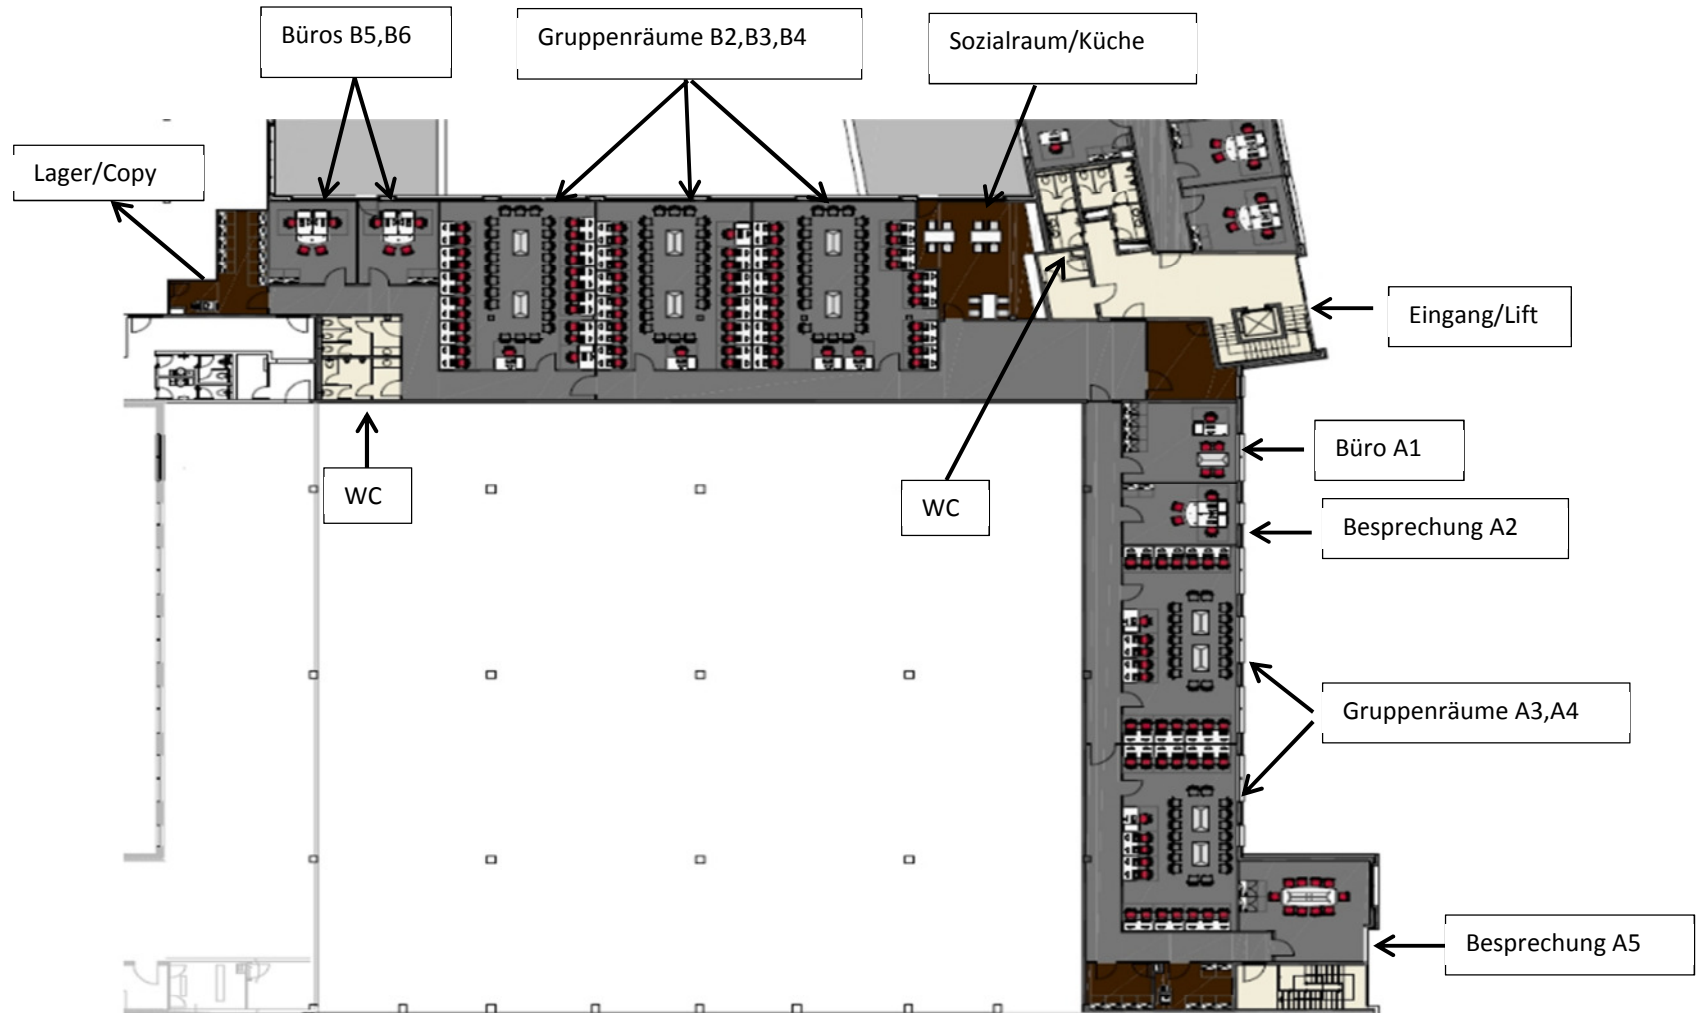 Büros B5,B6
Gruppenräume B2,B3,B4
Sozialraum/Küche
Lager/Copy
Eingang/Lift
Büro A1
WC
WC
Besprechung A2
Gruppenräume A3,A4
Besprechung A5